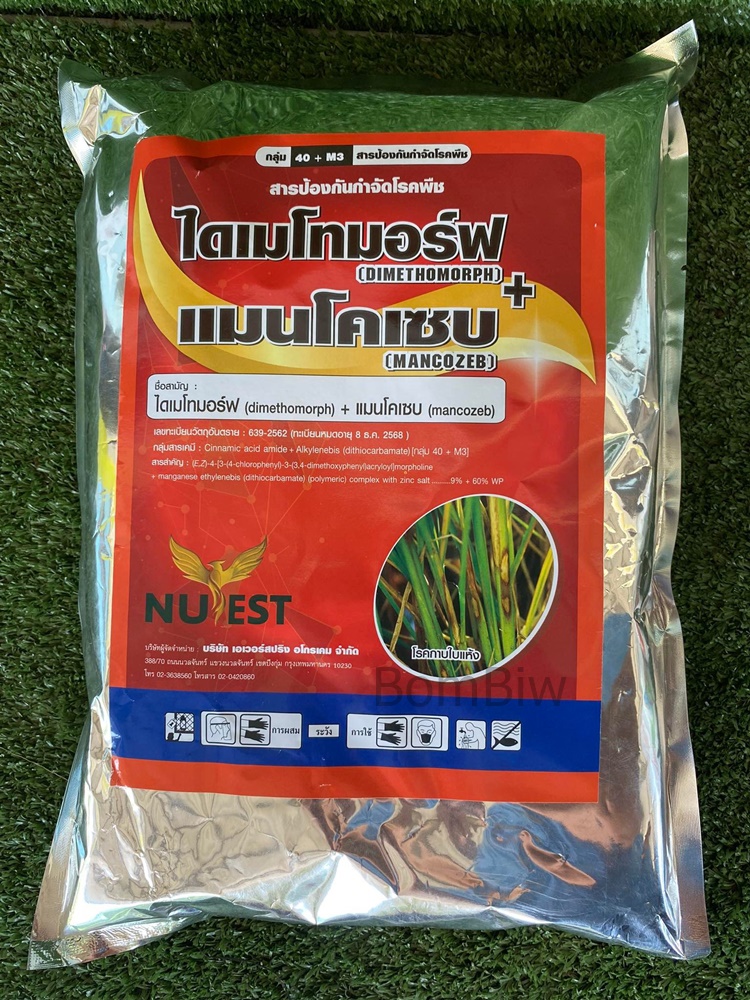 กลุ่ม 40 + M3 สารป้องกันกำจัดโรคพืช
สารป้องกันกำจัดโรคพืช
ไดเมโทมอร์ฟ
(DIMETHOMORPH)
+
แมนโคเซบ
(MANCOZEB)
ชื่อสามัญ :
ไดเมโทมอร์ฟ (dimethomorph) + แมนโคเซบ (mancozeb)
เลขทะเบียนวัตถุอันตราย : 639-2562 (ทะเบียนหมดอายุ 8 ธ.ค. 2568 )
กลุ่มสารเคมี : Cinnamic acid amide + Alkylenebis (dithiocarbamate) [กลุ่ม 40 + M3]
สารสำคัญ : (E,Z)-4-[3-(4-chlorophenyl)-3-(3,4-dimethoxyphenyl)acryloyl]morpholine
+ manganese ethylenebis (dithiocarbamate) (polymeric) complex with zinc salt ........9% + 60% WP
NUVEST
โรคกาบใบแห้ง
บริษัทผู้จัดจำหน่าย : บริษัท เอเวอร์สปริง อโกรเคม จำกัด
388/70 ถนนนวลจันทร์ แขวงนวลจันทร์ เขตบึงกุ่ม กรุงเทพมหานคร 10230
โทร 02-3638560 โทรสาร 02-0420860
BomBiw
การผสม ระวัง การใช้